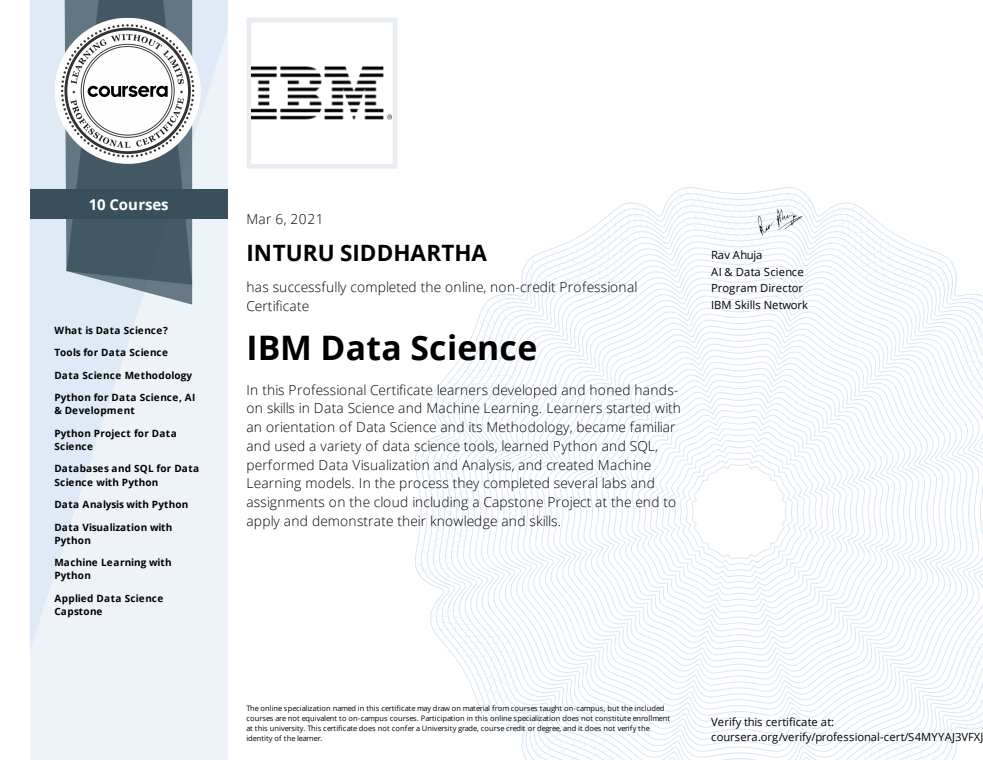 LEARNING WITHOUT LIMITS
coursera
PROFESSIONAL CERTIFICATE
10 Courses
What is Data Science?
Tools for Data Science
Data Science Methodology
Python for Data Science, AI
& Development
Python Project for Data
Science
Databases and SQL for Data
Science with Python
Data Analysis with Python
Data Visualization with
Python
Machine Learning with
Python
Applied Data Science
Capstone
IBM®
Mar 6, 2021
INTURU SIDDHARTHA
has successfully completed the online, non-credit Professional
Certificate
IBM Data Science
In this Professional Certificate learners developed and honed hands-
on skills in Data Science and Machine Learning. Learners started with
an orientation of Data Science and its Methodology, became familiar
and used a variety of data science tools, learned Python and SQL,
performed Data Visualization and Analysis, and created Machine
Learning models. In the process they completed several labs and
assignments on the cloud including a Capstone Project at the end to
apply and demonstrate their knowledge and skills.
Rav Ahuja
Rav Ahuja
AI & Data Science
Program Director
IBM Skills Network
The online specialization named in this certificate may draw on material from courses taught on-campus, but the included
courses are not equivalent to on-campus courses. Participation in this online specialization does not constitute enrollment
at this university. This certificate does not confer a University grade, course credit or degree, and it does not verify the
identity of the learner.
Verify this certificate at:
coursera.org/verify/professional-cert/S4MYYAJ3VFXJ